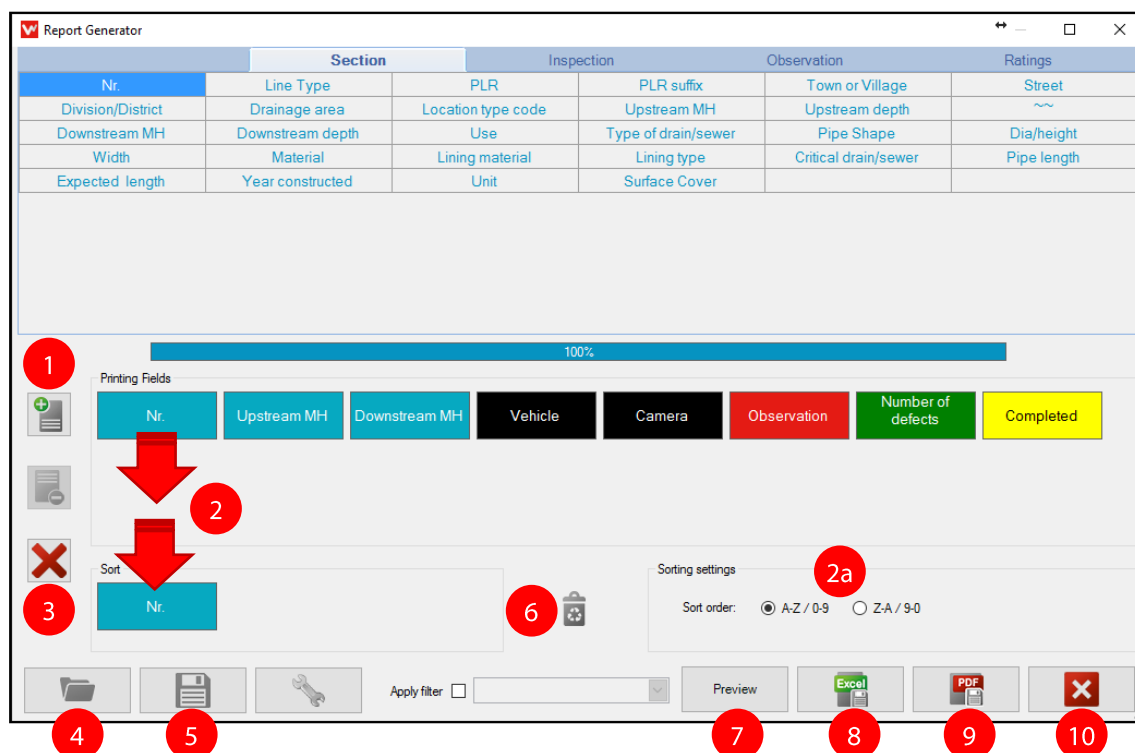 Report Generator
Section Inspection Observation Ratings
Nr. Line Type PLR PLR suffix Town or Village Street
Division/District Drainage area Location type code Upstream MH Upstream depth ~~
Downstream MH Downstream depth Use Type of drain/sewer Pipe Shape Dia/height
Width Material Lining material Lining type Critical drain/sewer Pipe length
Expected length Year constructed Unit Surface Cover
100%
1
Printing Fields
Nr. Upstream MH Downstream MH Vehicle Camera Observation Number of
defects Completed
2
Sort
Nr.
3
6
Sorting settings
2a
Sort order: A-Z / 0-9 Z-A / 9-0
Apply filter
Preview
Excel
PDF
4 5 7 8 9 10